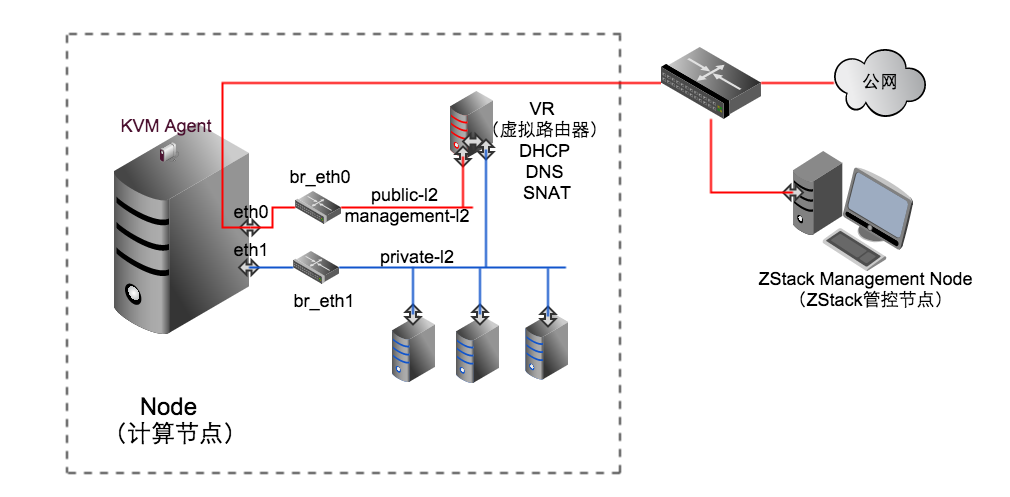 KVM Agent
VR
（虚拟路由器）
DHCP
DNS
SNAT
公网
br_eth0
public-l2
management-l2
eth0
eth1
private-l2
br_eth1
ZStack Management Node
（ZStack管控节点）
Node
（计算节点）